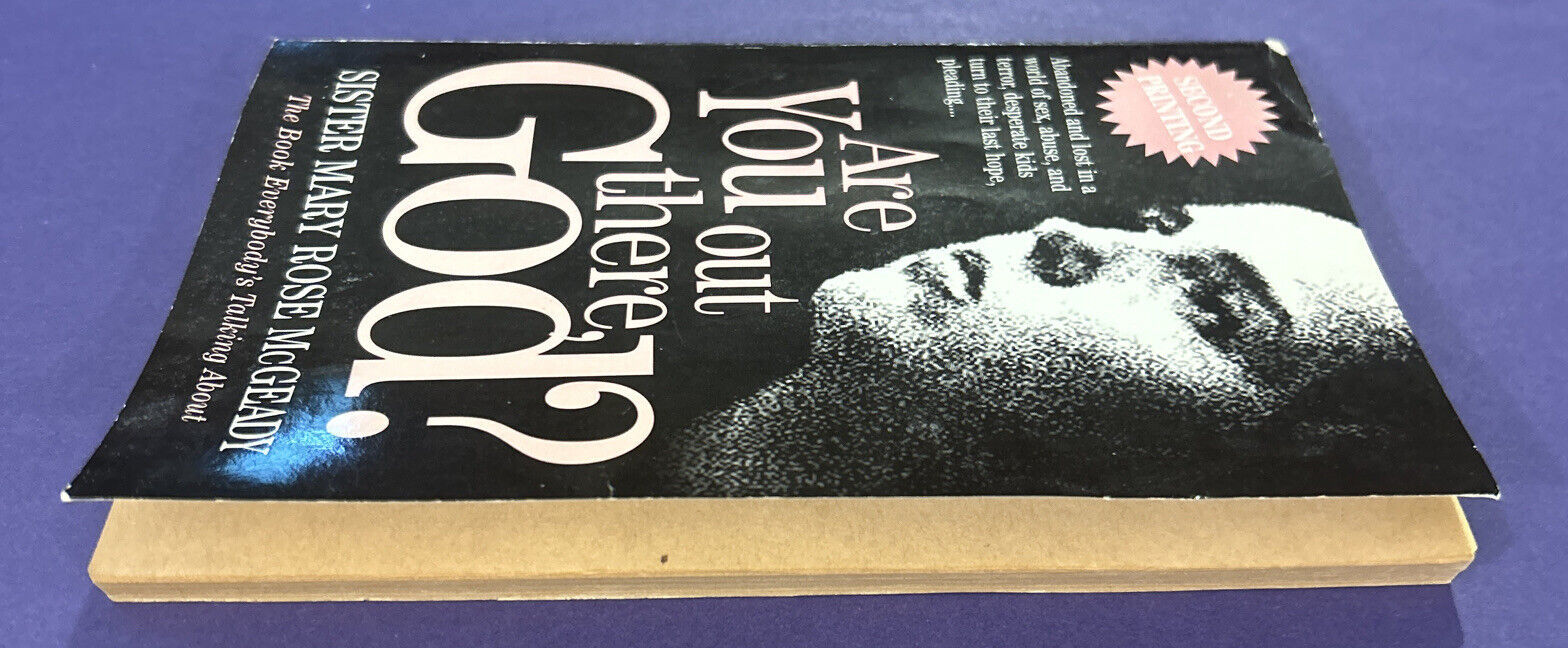 SECOND
PRINTING
Abandoned and lost in a
world of sex, abuse, and
terror, desperate kids
turn to their last hope,
pleading...
Are
You out
there,
GOd?
SISTER MARY ROSE McGEADY
The Book Everybody's Talking About